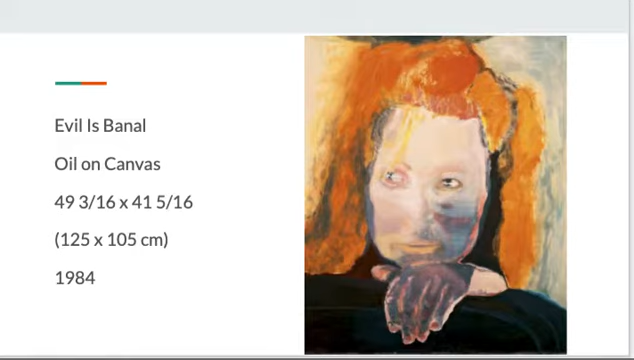 Evil Is Banal
Oil on Canvas
49 3/16 x 41 5/16
(125 x 105 cm)
1984